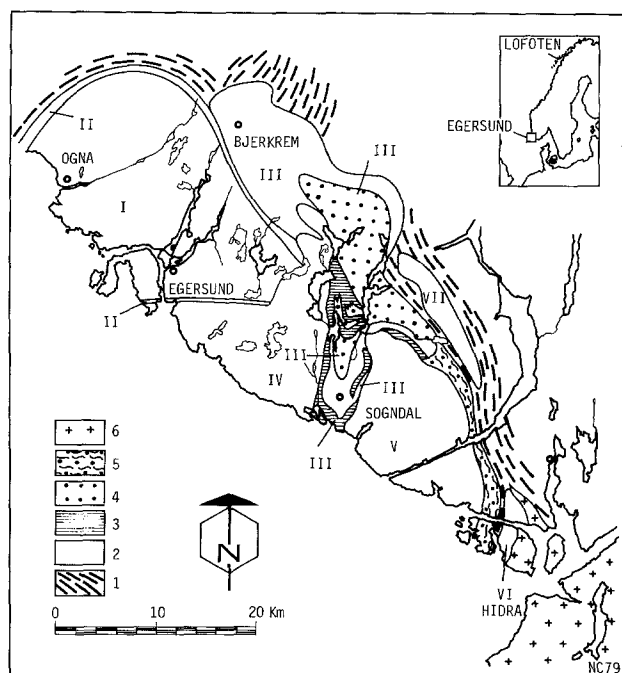 LOFOTEN
EGERSUND
II
OGNA
BJERKREM
III
III
I
EGERSUND
II
VII
III
IV
III
SOGNDAL
V
III
6
5
4
3
2
1
N
0 10 20 Km
VI
HIDRA
NC79